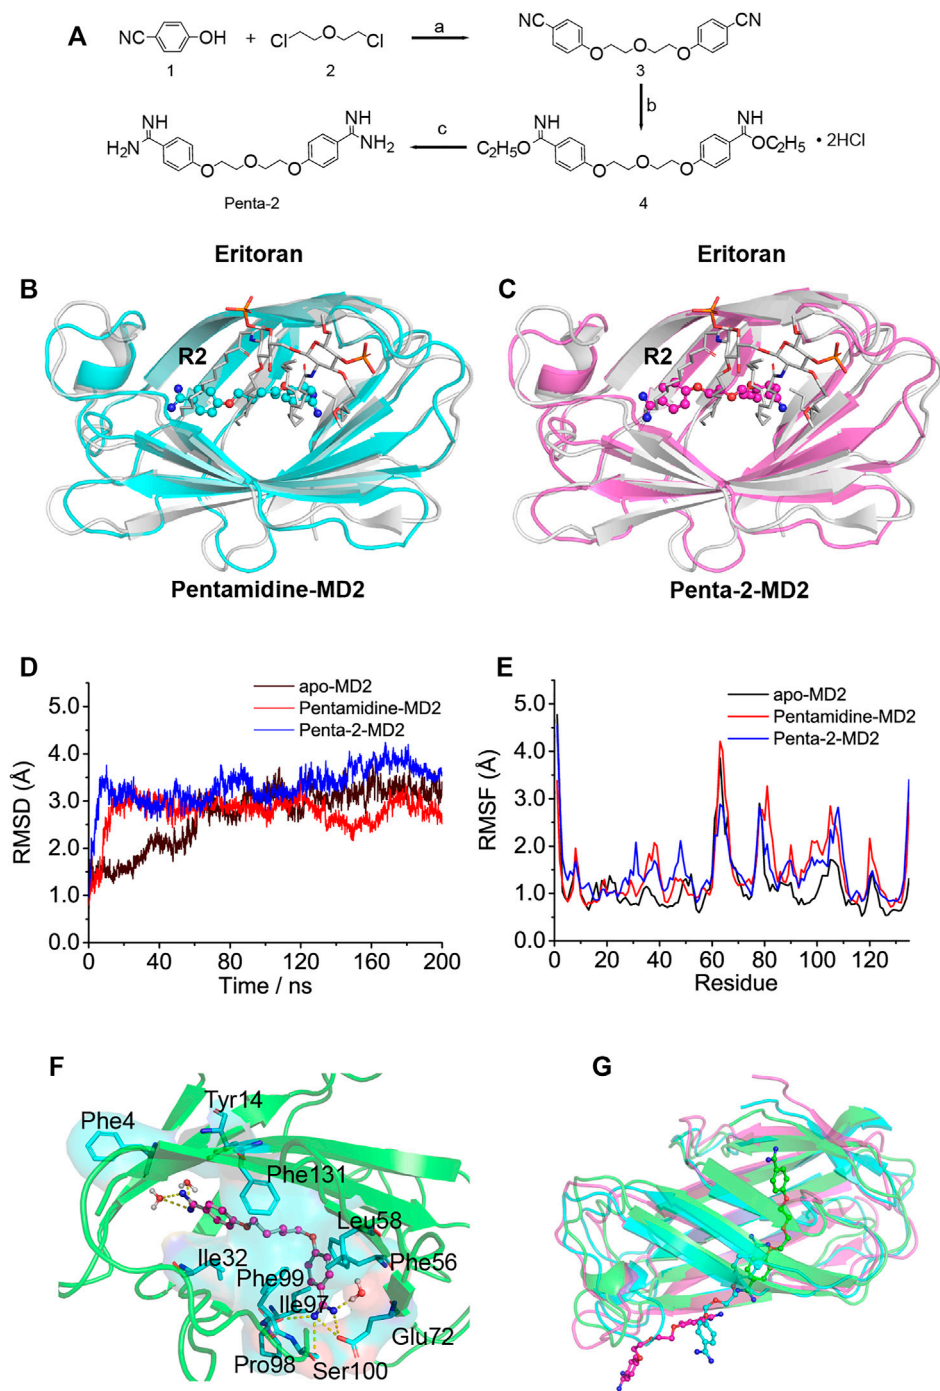 A
NC
OH
+
Cl
O
Cl
a
CN
CN
O
O
O
1
2
3
b
NH
NH
H2N
NH2
O
O
O
c
NH
NH
C2H5O
OC2H5
• 2HCl
O
O
O
Penta-2
4
Eritoran
Eritoran
B
C
R2
R2
Pentamidine-MD2
Penta-2-MD2
D
E
apo-MD2
Pentamidine-MD2
Penta-2-MD2
RMSD (Å)
5.0
4.0
3.0
2.0
1.0
0.0
0 40 80 120 160 200
Time / ns
apo-MD2
Pentamidine-MD2
Penta-2-MD2
RMSF (Å)
5.0
4.0
3.0
2.0
1.0
0.0
0 20 40 60 80 100 120
Residue
F
G
Tyr14
Phe4
Phe131
Leu58
Ile32
Phe56
Phe99
Ile97
Glu72
Pro98
Ser100